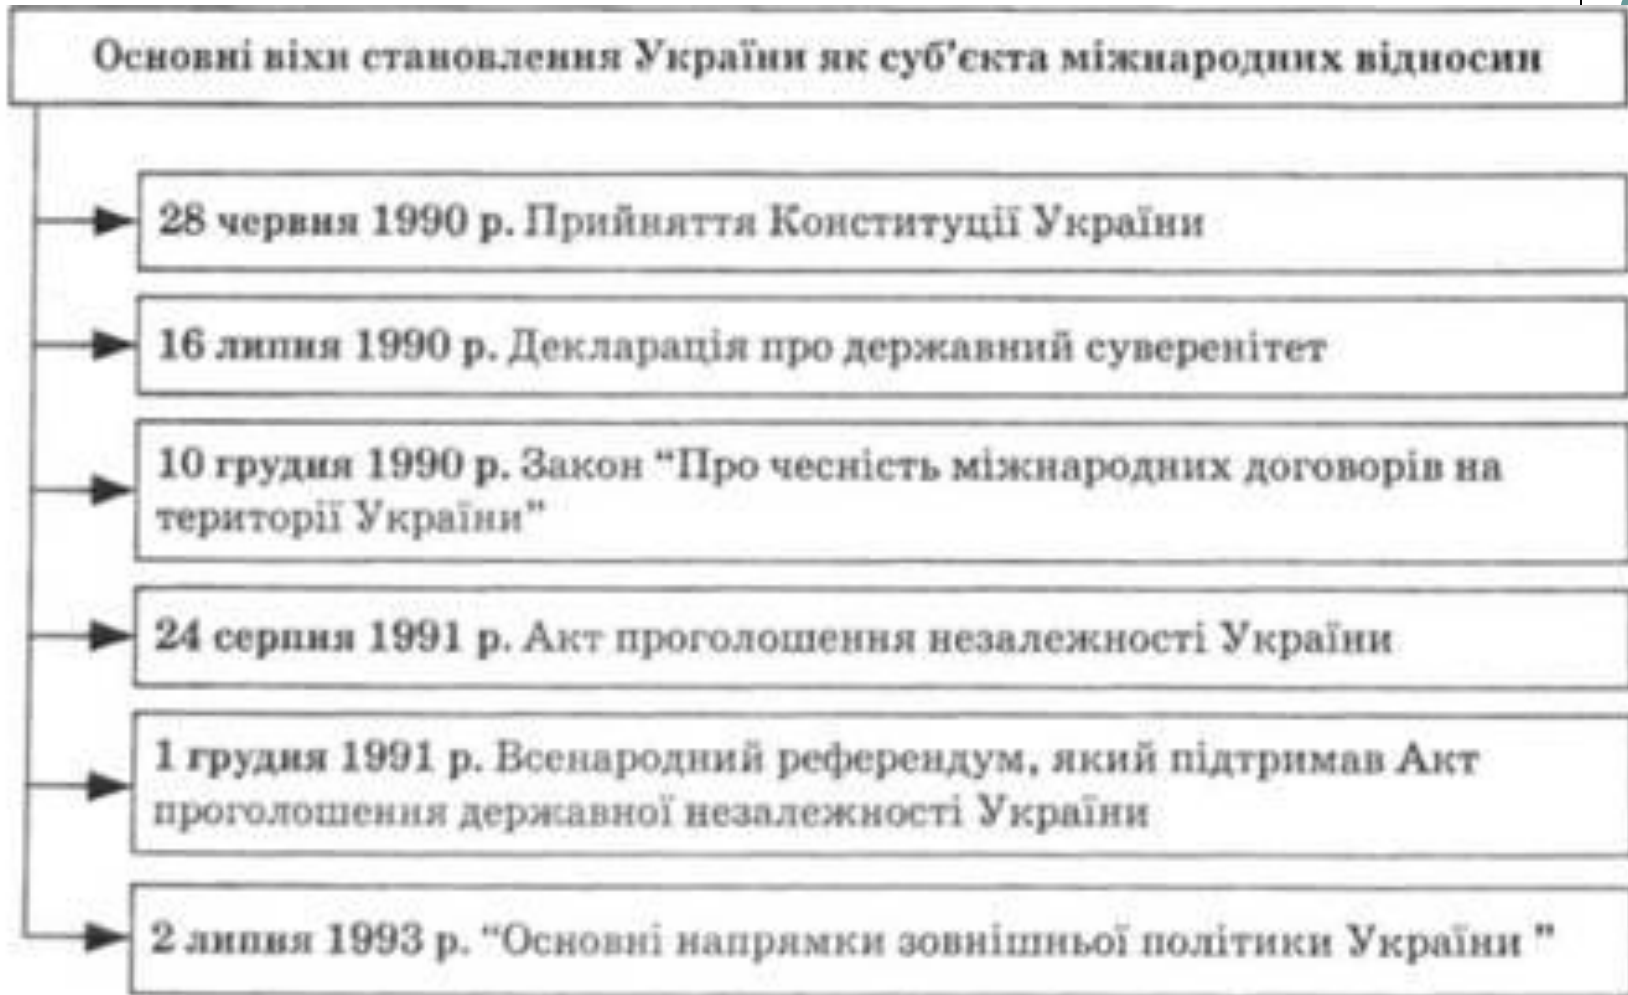 Основні віхи становлення України як суб’єкта міжнародних відносин
28 червня 1990 р. Прийняття Конституції України
16 липня 1990 р. Декларація про державний суверенітет
10 грудня 1990 р. Закон “Про чесність міжнародних договорів на
території України”
24 серпня 1991 р. Акт проголошення незалежності України
1 грудня 1991 р. Всенародний референдум, який підтримав Акт
проголошення державної незалежності України
2 липня 1993 р. “Основні напрямки зовнішньої політики України ”